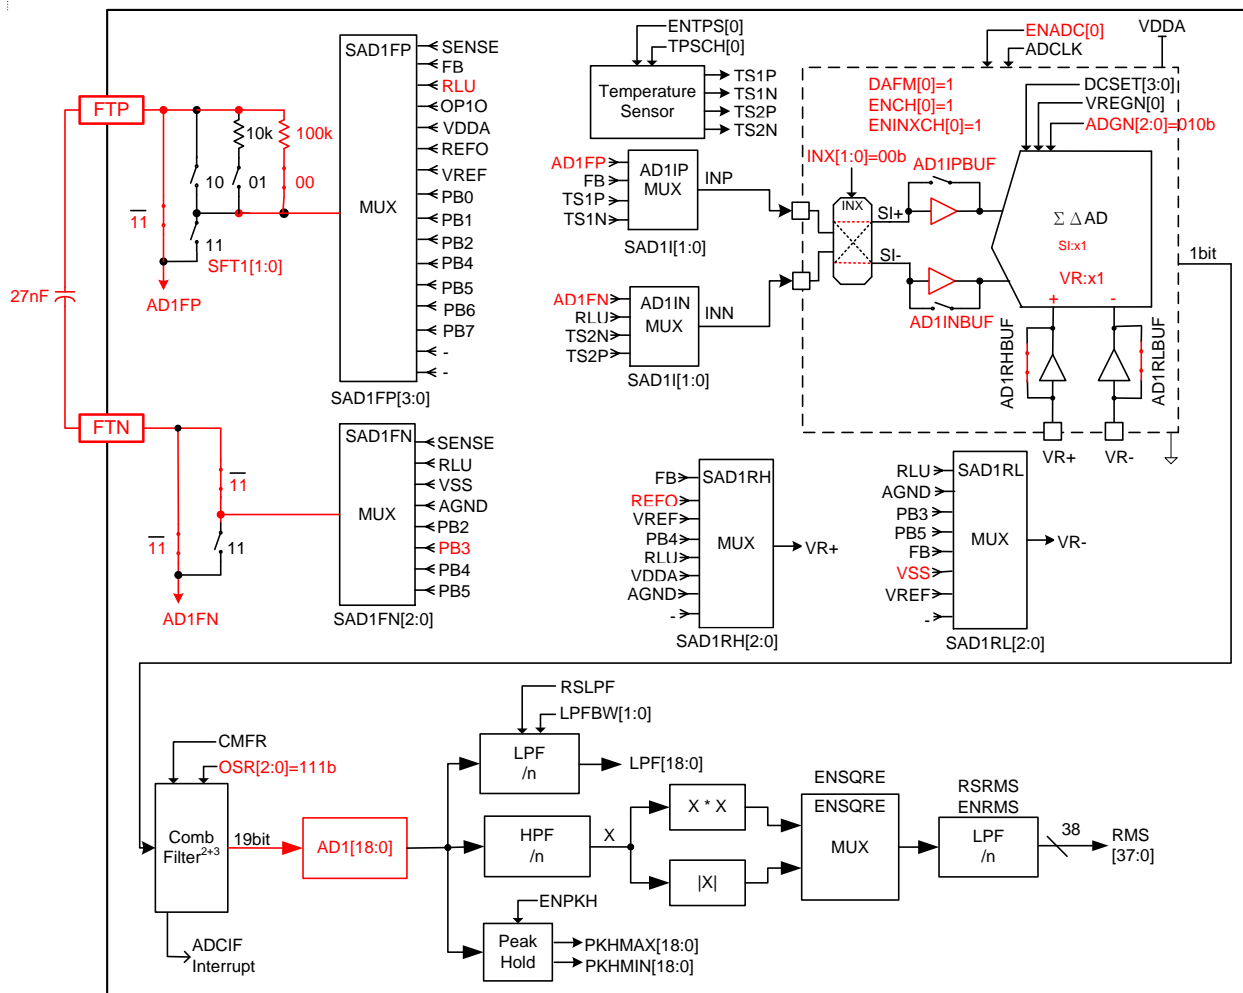 FTP
10k
100k
10
01
00
11
11
SFT1[1:0]
AD1FP
27nF
SAD1FP
MUX
SENSE
FB
RLU
OP1O
VDDA
REFO
VREF
PB0
PB1
PB2
PB4
PB5
PB6
PB7
-
-
SAD1FP[3:0]
FTN
11
11
11
AD1FN
SAD1FN
MUX
SENSE
RLU
VSS
AGND
PB2
PB3
PB4
PB5
SAD1FN[2:0]
ENTPS[0]
TPSCH[0]
Temperature
Sensor
TS1P
TS1N
TS2P
TS2N
AD1FP
FB
TS1P
TS1N
AD1IP
MUX
INP
SAD1I[1:0]
AD1FN
RLU
TS2N
TS2P
AD1IN
MUX
INN
SAD1I[1:0]
ENADC[0]
ADCLK
VDDA
DAFM[0]=1
ENCH[0]=1
ENINXCH[0]=1
DCSET[3:0]
VREGN[0]
ADGN[2:0]=010b
INX[1:0]=00b
INX
AD1IPBUF
SI+
SI-
AD1INBUF
Σ Δ AD
SI:x1
VR:x1
+
-
1bit
AD1RHBUF
AD1RLBUF
VR+
VR-
FB
REFO
VREF
PB4
RLU
VDDA
AGND
-
SAD1RH
MUX
VR+
SAD1RH[2:0]
RLU
AGND
PB3
PB5
FB
VSS
VREF
-
SAD1RL
MUX
VR-
SAD1RL[2:0]
CMFR
OSR[2:0]=111b
Comb
Filter2+3
19bit
ADCIF
Interrupt
AD1[18:0]
RSLPF
LPFBW[1:0]
LPF
/n
LPF[18:0]
HPF
/n
X
X * X
|X|
ENPKH
Peak
Hold
PKHMAX[18:0]
PKHMIN[18:0]
ENSQRE
ENSQRE
MUX
RSRMS
ENRMS
LPF
/n
38
RMS
[37:0]